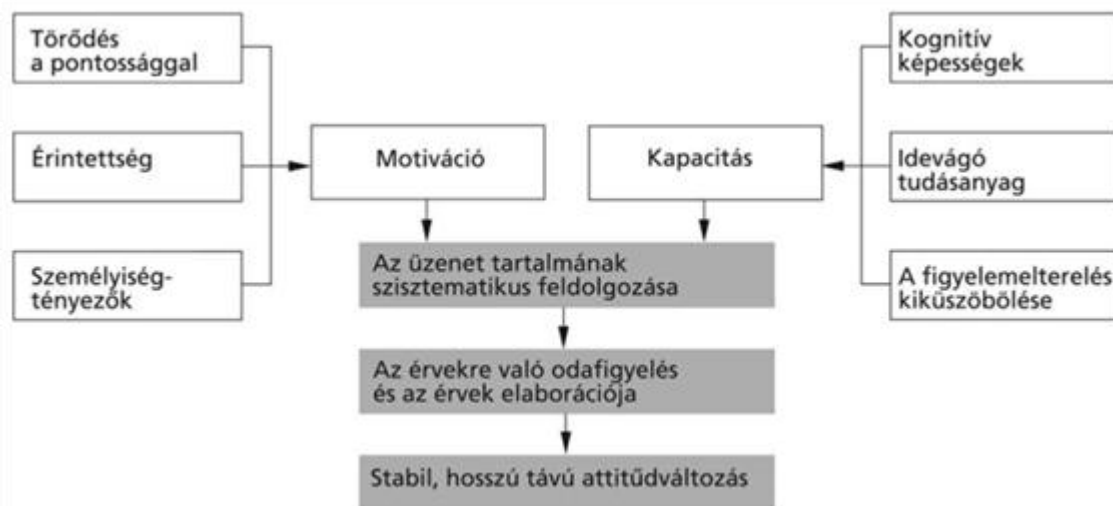 Törődés
a pontossággal
Érintettség
Személyiség-
tényezők
Motiváció
Kapacitás
Kognitív
képességek
Idevágó
tudásanyag
A figyelemelterelés
kiküszöbölése
Az üzenet tartalmának
szisztematikus feldolgozása
Az érvekre való odafigyelés
és az érvek elaborációja
Stabil, hosszú távú attitűdváltozás